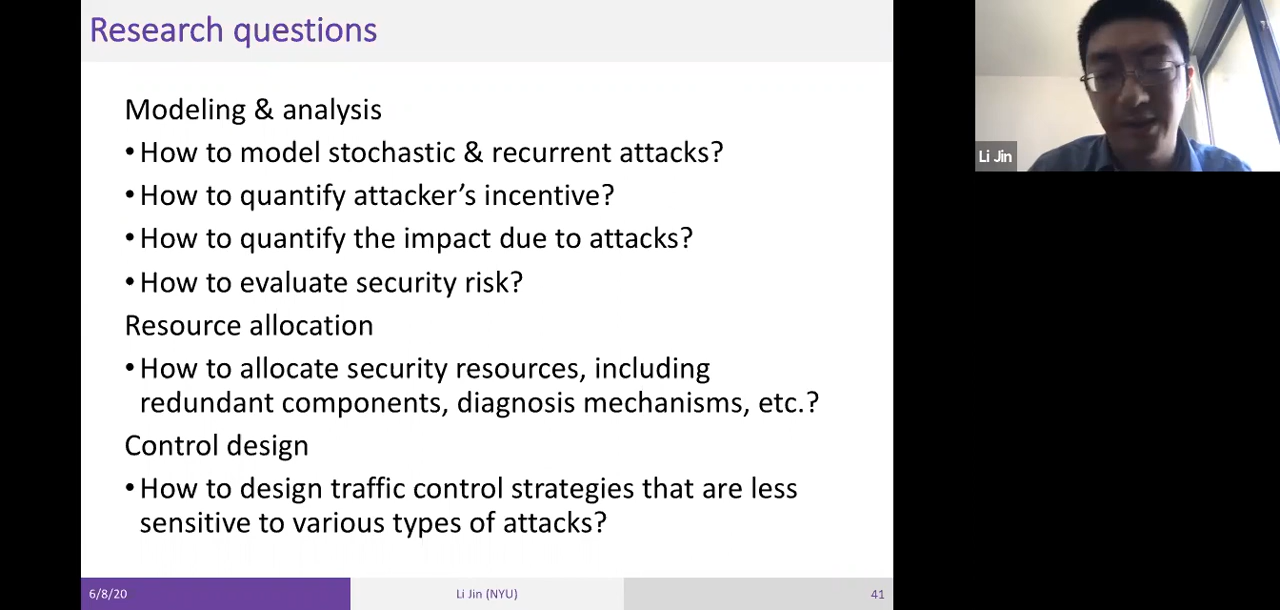 Research questions
Modeling & analysis
•How to model stochastic & recurrent attacks?
•How to quantify attacker's incentive?
•How to quantify the impact due to attacks?
•How to evaluate security risk?
Resource allocation
•How to allocate security resources, including
redundant components, diagnosis mechanisms, etc.?
Control design
•How to design traffic control strategies that are less
sensitive to various types of attacks?
6/8/20
Li Jin (NYU)
41
Li Jin